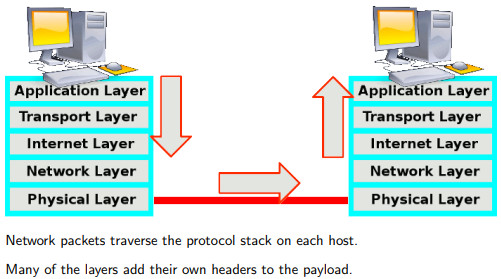 Application Layer
Transport Layer
Internet Layer
Network Layer
Physical Layer
Application Layer
Transport Layer
Internet Layer
Network Layer
Physical Layer
Network packets traverse the protocol stack on each host.
Many of the layers add their own headers to the payload.